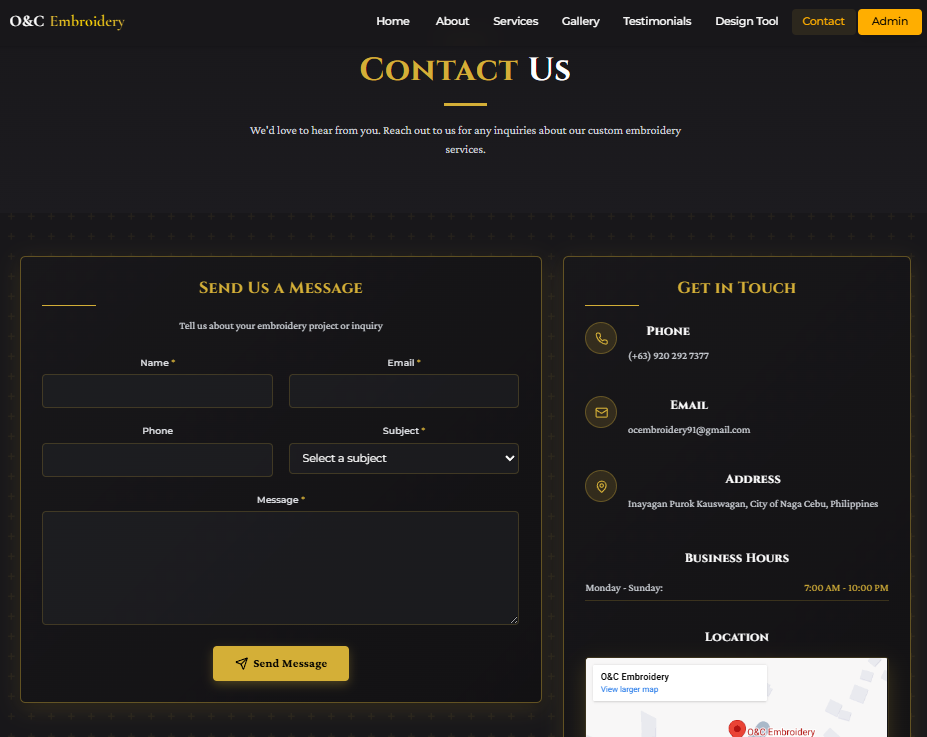 O&C Embroidery
Home About Services Gallery Testimonials Design Tool Contact Admin
Contact Us
We'd love to hear from you. Reach out to us for any inquiries about our custom embroidery
services.
Send Us a Message
Tell us about your embroidery project or inquiry
Name * Email *
Phone Subject *
Select a subject
Message *
Send Message
Get in Touch
Phone
(+63) 920 292 7377
Email
ocembroidery91@gmail.com
Address
Inayagan Purok Kauswagan, City of Naga Cebu, Philippines
Business Hours
Monday - Sunday: 7:00 AM - 10:00 PM
Location
O&C Embroidery
View larger map
O&C Embroidery